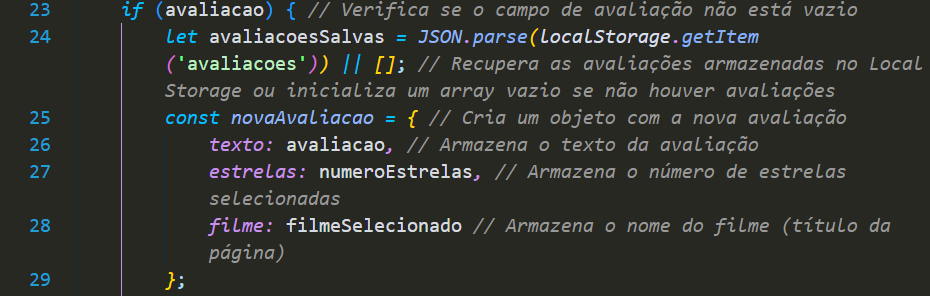 23 if (avaliacao) { // Verifica se o campo de avaliação não está vazio
24 let avaliacoesSalvas = JSON.parse(localStorage.getItem
('avaliacoes')) || []; // Recupera as avaliações armazenadas no Local
Storage ou inicializa um array vazio se não houver avaliações
25 const novaAvaliacao = { // Cria um objeto com a nova avaliação
26 texto: avaliacao, // Armazena o texto da avaliação
27 estrelas: numeroEstrelas, // Armazena o número de estrelas
selecionadas
28 filme: filmeSelecionado // Armazena o nome do filme (título da
página)
29 };